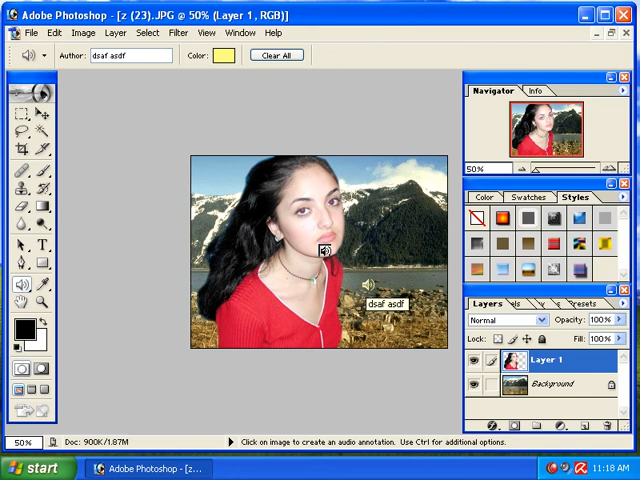 Adobe Photoshop - [z (23).JPG @ 50% (Layer 1, RGB)]
File Edit Image Layer Select Filter View Window Help
Author: dsaf asdf Color: Clear All
Navigator Info
50%
Color Swatches Styles
dsaf asdf
Layers Presets
Normal Opacity: 100%
Lock: Fill: 100%
Layer 1
Background
50% Doc: 900K/1.87M Click on image to create an audio annotation. Use Ctrl for additional options.
start Adobe Photoshop - [z... 11:18 AM